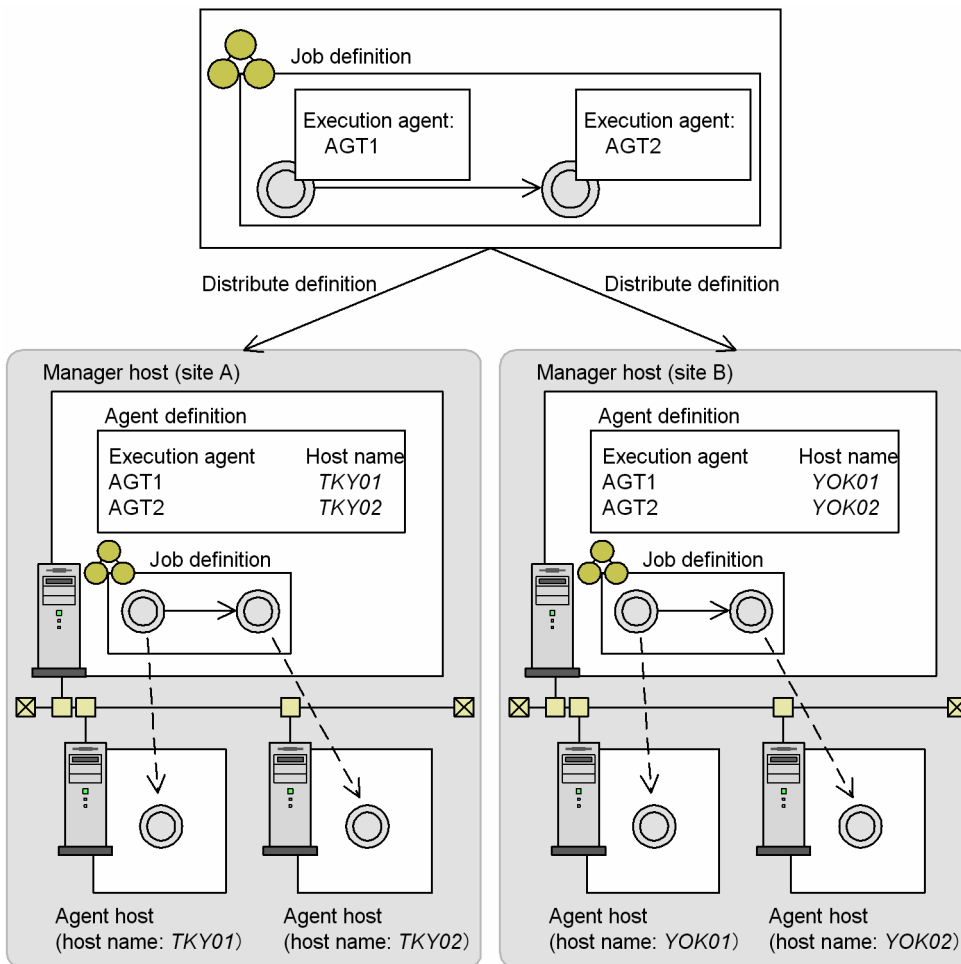 Job definition
Execution agent:
AGT1
Execution agent:
AGT2
Distribute definition
Distribute definition
Manager host (site A)
Agent definition
Execution agent Host name
AGT1 TKY01
AGT2 TKY02
Job definition
Agent host
(host name: TKY01)
Agent host
(host name: TKY02)
Manager host (site B)
Agent definition
Execution agent Host name
AGT1 YOK01
AGT2 YOK02
Job definition
Agent host
(host name: YOK01)
Agent host
(host name: YOK02)